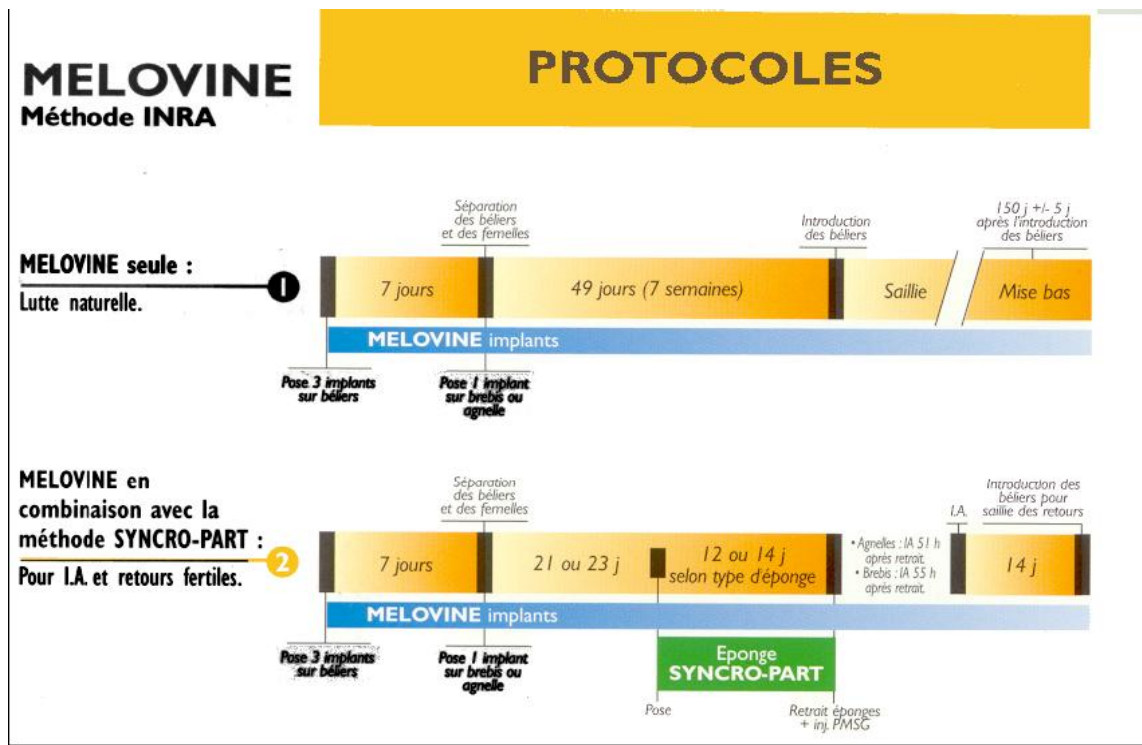 MELOVINE
Méthode INRA
PROTOCOLES
MELOVINE seule :
Lutte naturelle.
1
Séparation
des béliers
et des femelles
Introduction
des béliers
150 j +/- 5 j
après l'introduction
des béliers
7 jours
49 jours (7 semaines)
Saillie
Mise bas
MELOVINE implants
Pose 3 implants
sur béliers
Pose 1 implant
sur brebis ou
agnelle
MELOVINE en
combinaison avec la
méthode SYNCRO-PART :
Pour I.A. et retours fertiles.
2
Séparation
des béliers
et des femelles
I.A.
Introduction des
béliers pour
saillie des retours
7 jours
21 ou 23 j
12 ou 14 j
selon type d'éponge
• Agnelles : IA 51 h
après retrait.
• Brebis : IA 55 h
après retrait.
14 j
MELOVINE implants
Pose 3 implants
sur béliers
Pose 1 implant
sur brebis ou
agnelle
Eponge
SYNCRO-PART
Pose
Retrait éponges
+ inj. PMSG